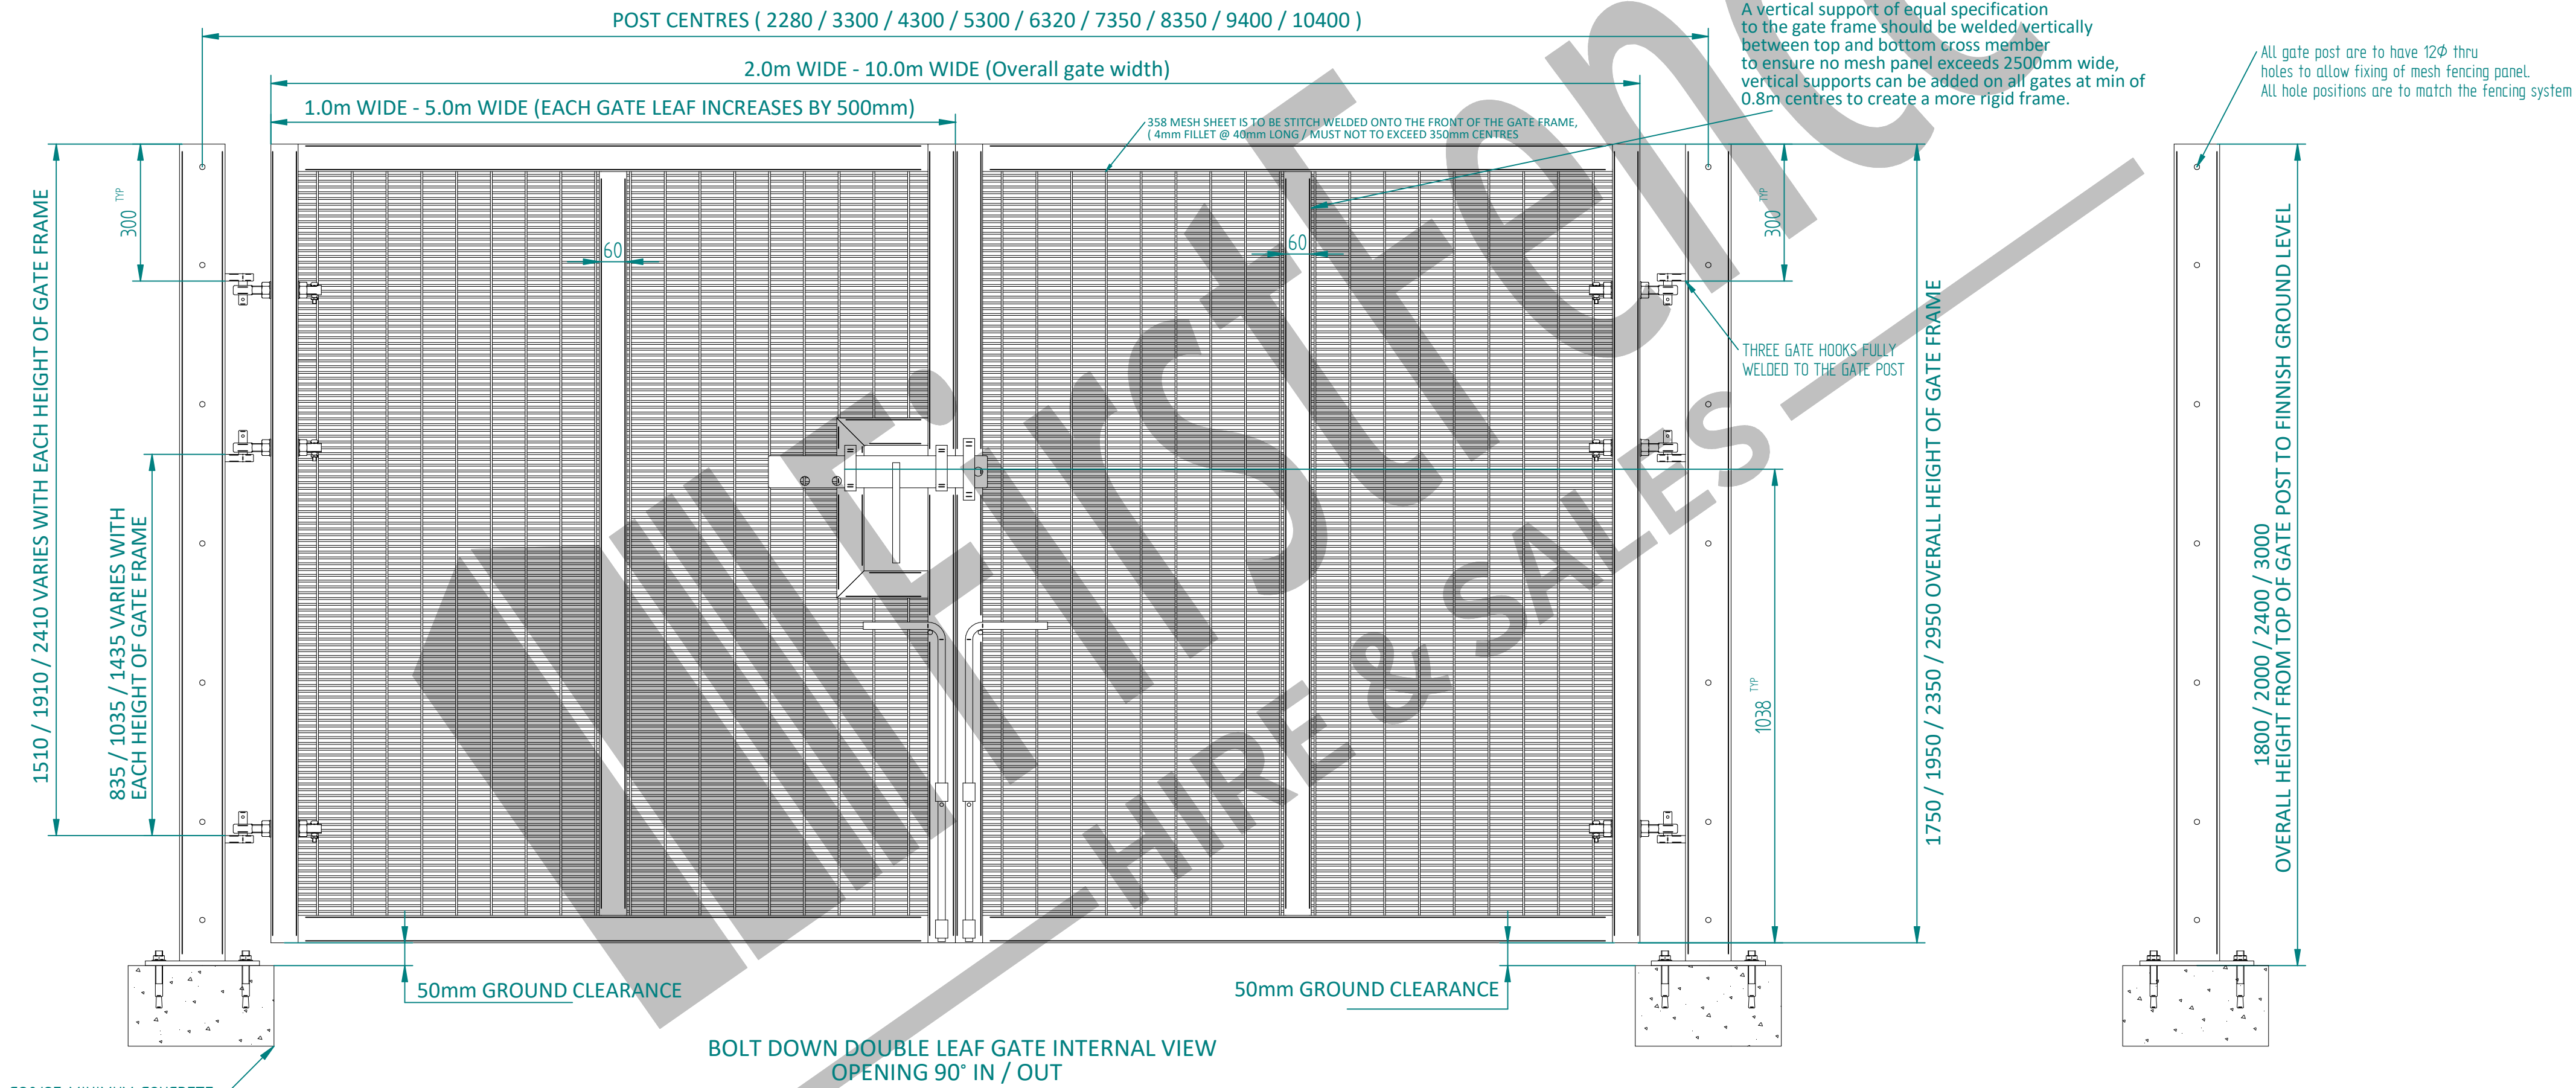 POST CENTRES ( 2280 / 3300 / 4300 / 5300 / 6320 / 7350 / 8350 / 9400 / 10400 )
2.0m WIDE - 10.0m WIDE (Overall gate width)
1.0m WIDE - 5.0m WIDE (EACH GATE LEAF INCREASES BY 500mm)
A vertical support of equal specification
to the gate frame should be welded vertically
between top and bottom cross member
to ensure no mesh panel exceeds 2500mm wide,
vertical supports can be added on all gates at min of
0.8m centres to create a more rigid frame.
All gate post are to have 12Ø thru
holes to allow fixing of mesh fencing panel.
All hole positions are to match the fencing system
358 MESH SHEET IS TO BE STITCH WELDED ONTO THE FRONT OF THE GATE FRAME,
( 4mm FILLET @ 40mm LONG / MUST NOT TO EXCEED 350mm CENTRES
1510 / 1910 / 2410 VARIES WITH EACH HEIGHT OF GATE FRAME
300 TYP
835 / 1035 / 1435 VARIES WITH
EACH HEIGHT OF GATE FRAME
60
60
300 TYP
THREE GATE HOOKS FULLY
WELDED TO THE GATE POST
1038 TYP
1750 / 1950 / 2350 / 2950 OVERALL HEIGHT OF GATE FRAME
1800 / 2000 / 2400 / 3000
OVERALL HEIGHT FROM TOP OF GATE POST TO FINNISH GROUND LEVEL
FirstFence
HIRE & SALES
50mm GROUND CLEARANCE
50mm GROUND CLEARANCE
BOLT DOWN DOUBLE LEAF GATE INTERNAL VIEW
OPENING 90° IN / OUT